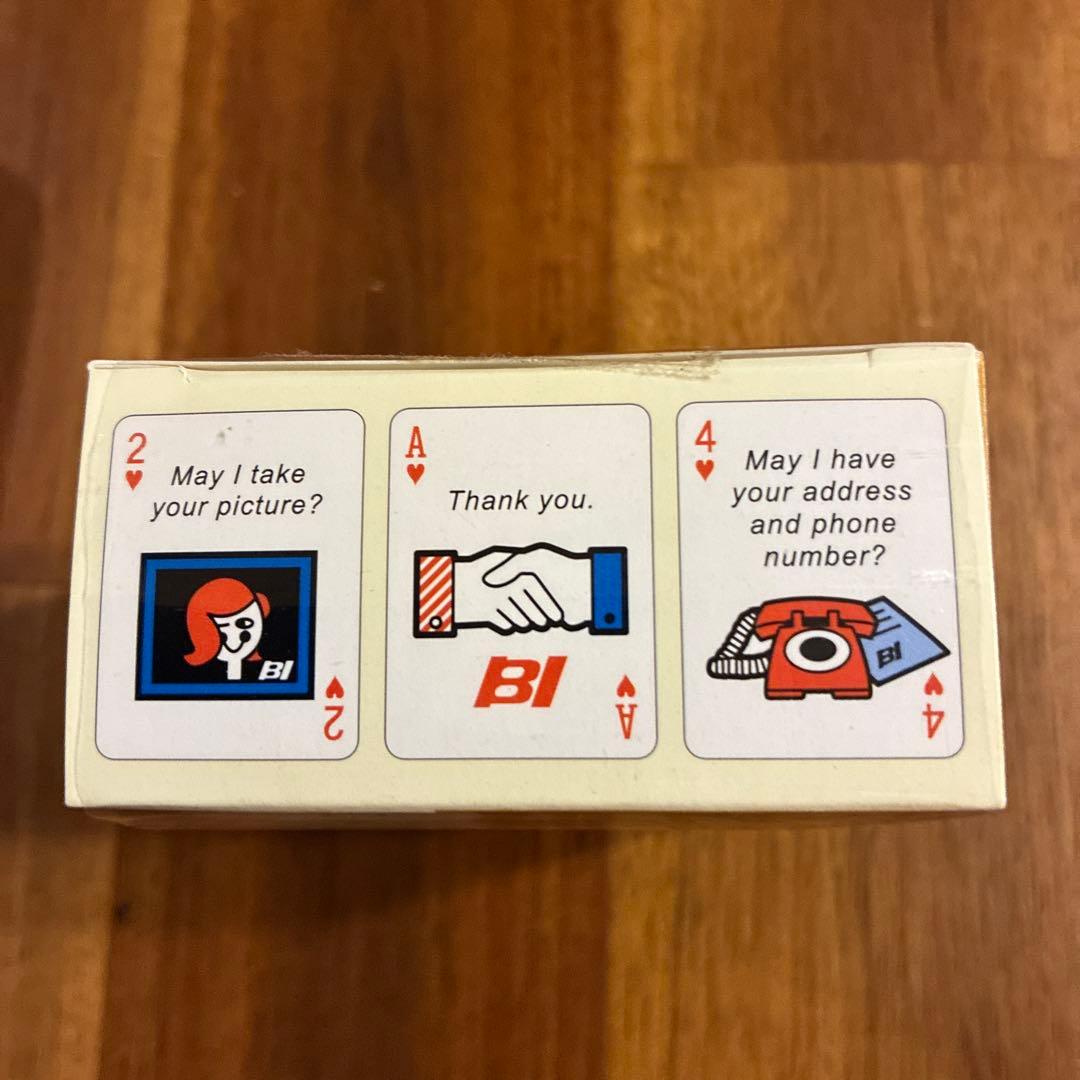 2
May I take
your picture?
BI
2
A
Thank you.
BI
A
4
May I have
your address
and phone
number?
BI
4